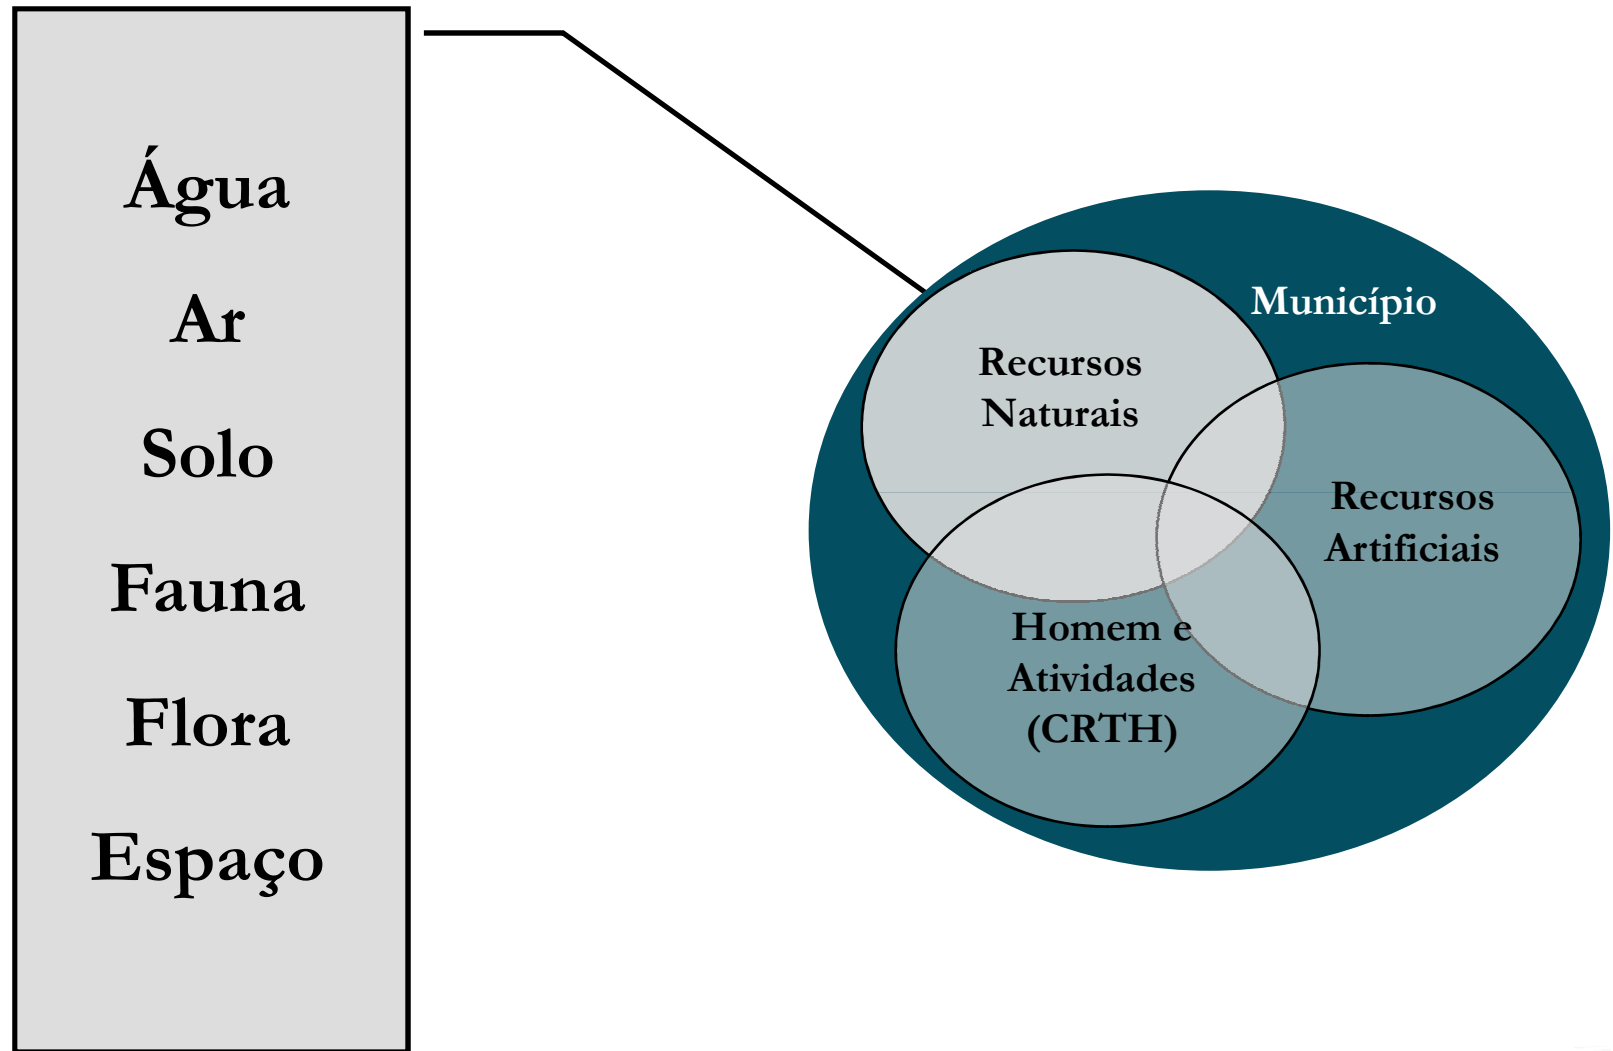 Água
Ar
Solo
Fauna
Flora
Espaço
Município
Recursos
Naturais
Recursos
Artificiais
Homem e
Atividades
(CRTH)